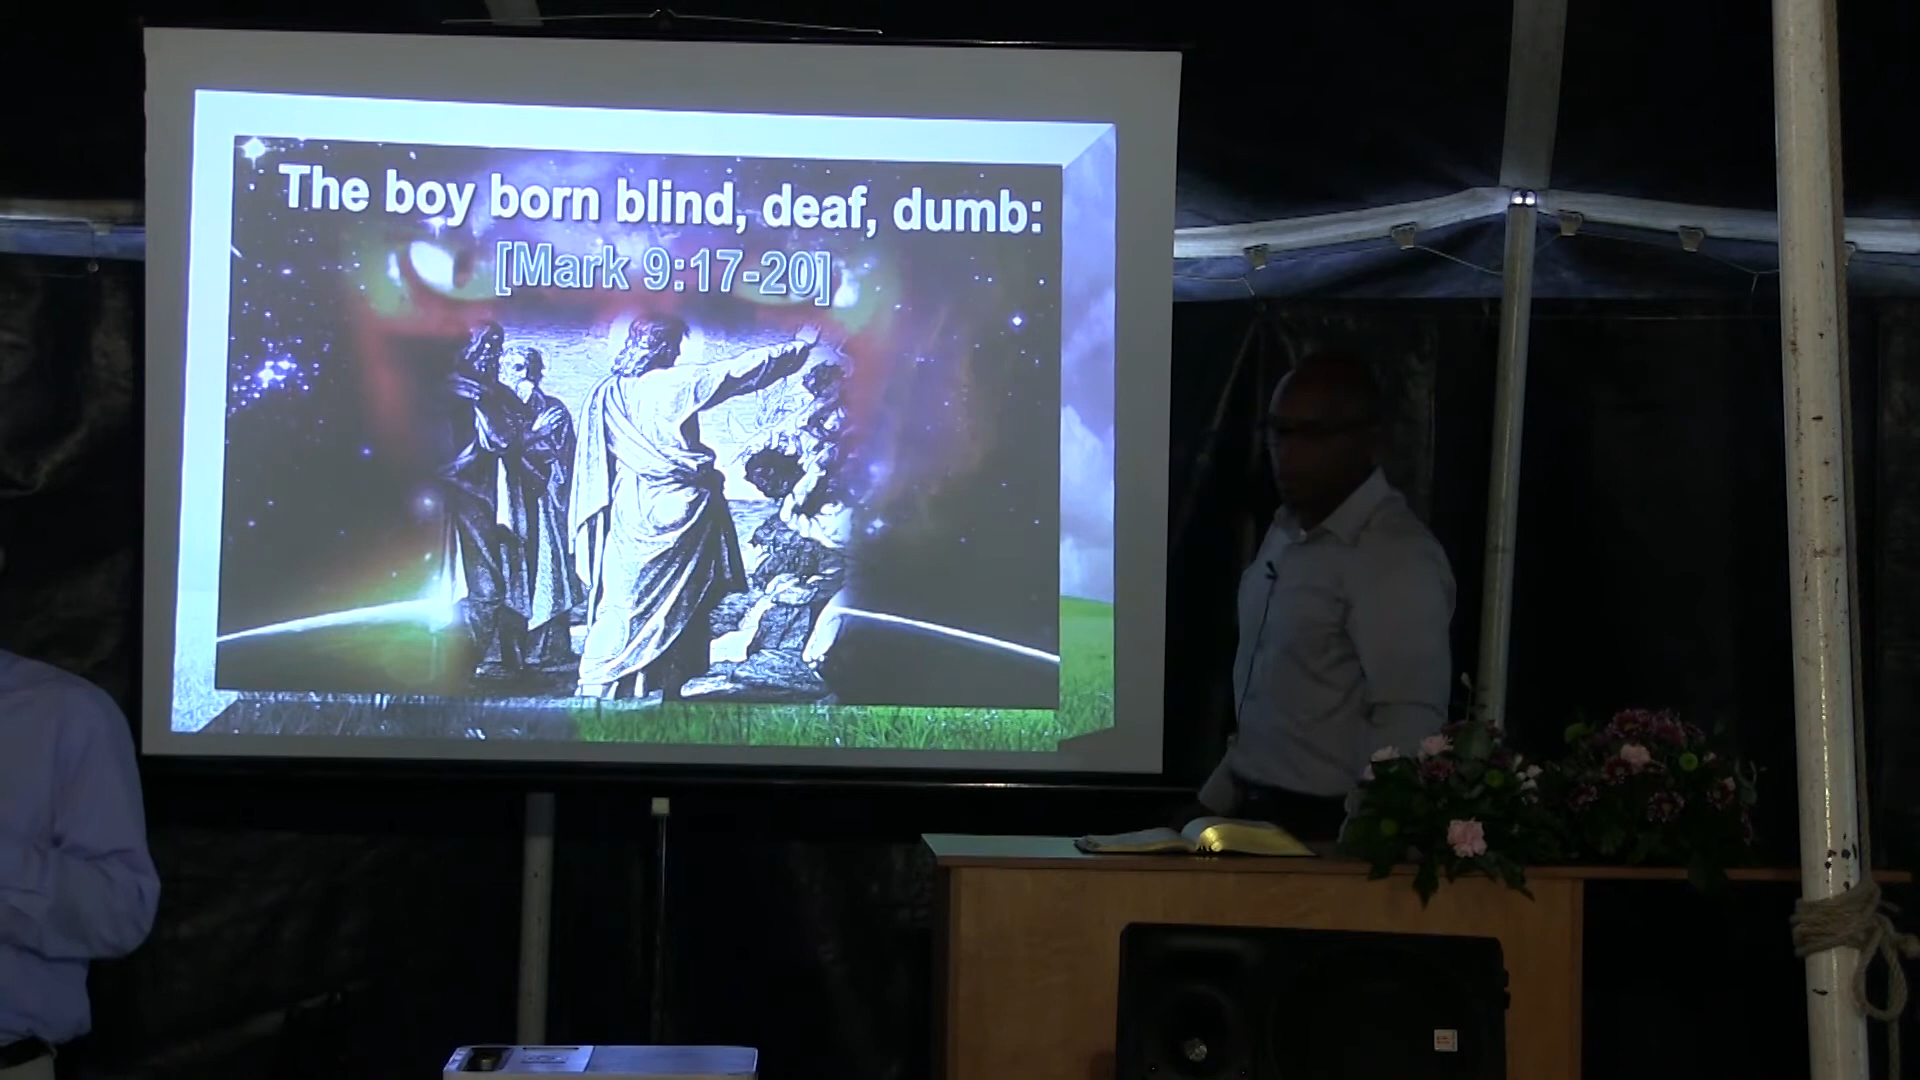 The boy born blind, deaf, dumb:
[Mark 9:17-20]